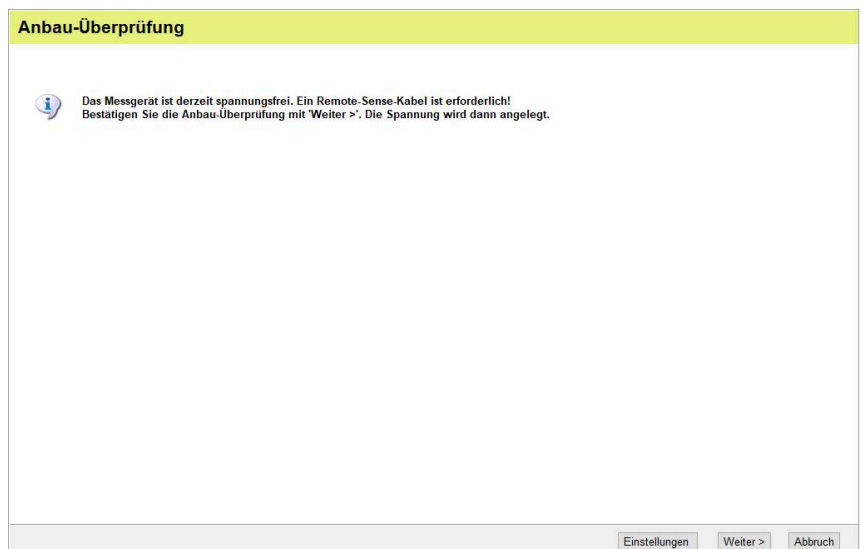 Anbau-Überprüfung
Das Messgerät ist derzeit spannungsfrei. Ein Remote-Sense-Kabel ist erforderlich!
Bestätigen Sie die Anbau-Überprüfung mit 'Weiter >'. Die Spannung wird dann angelegt.
Einstellungen Weiter > Abbruch